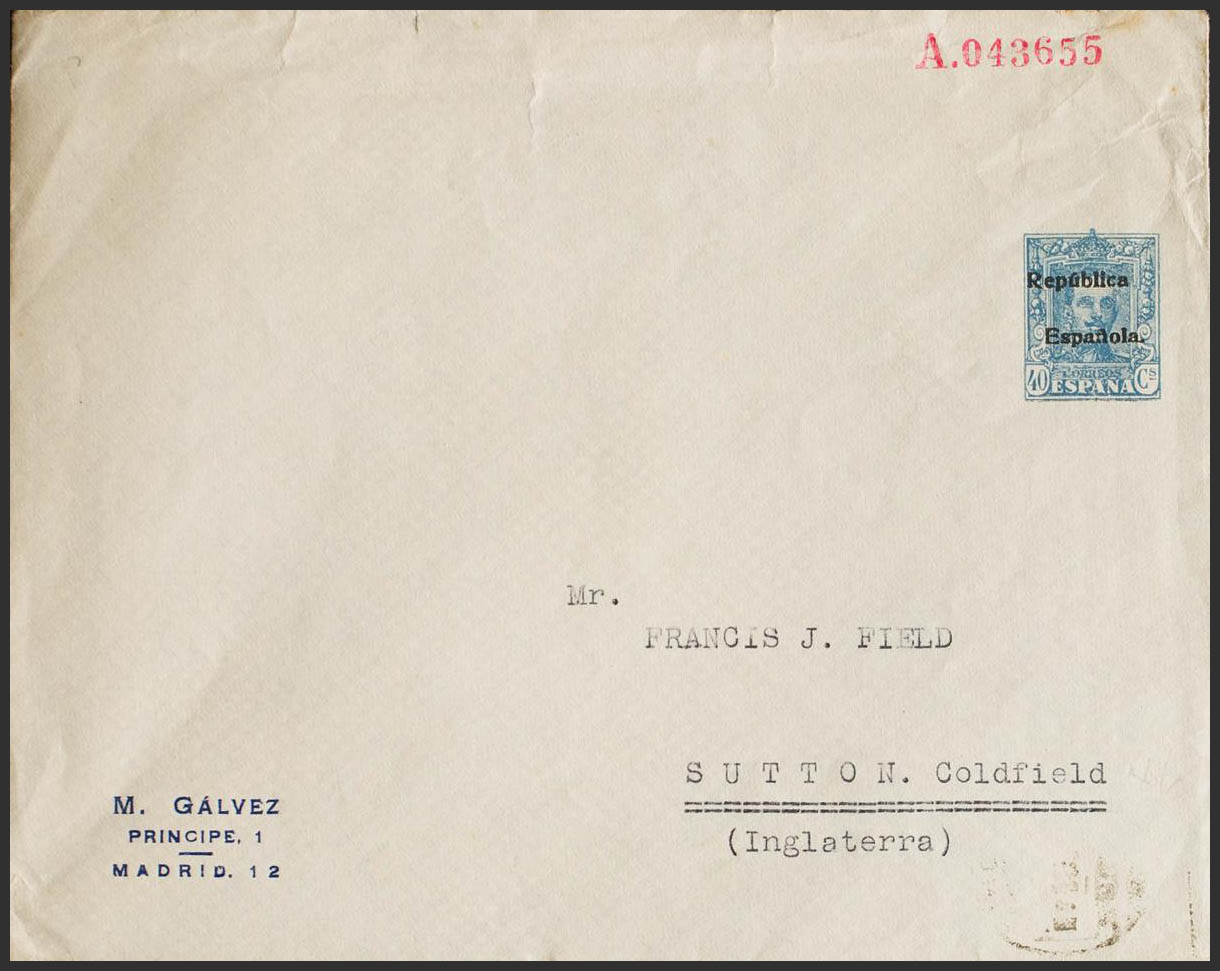 A.043655
República
Española.
CORREOS
40 ESPAÑA Cs
Mr.
FRANCIS J. FIELD
S U T T O N. Coldfield
(Inglaterra)
M. GÁLVEZ
PRINCIPE, 1
MADRID. 12